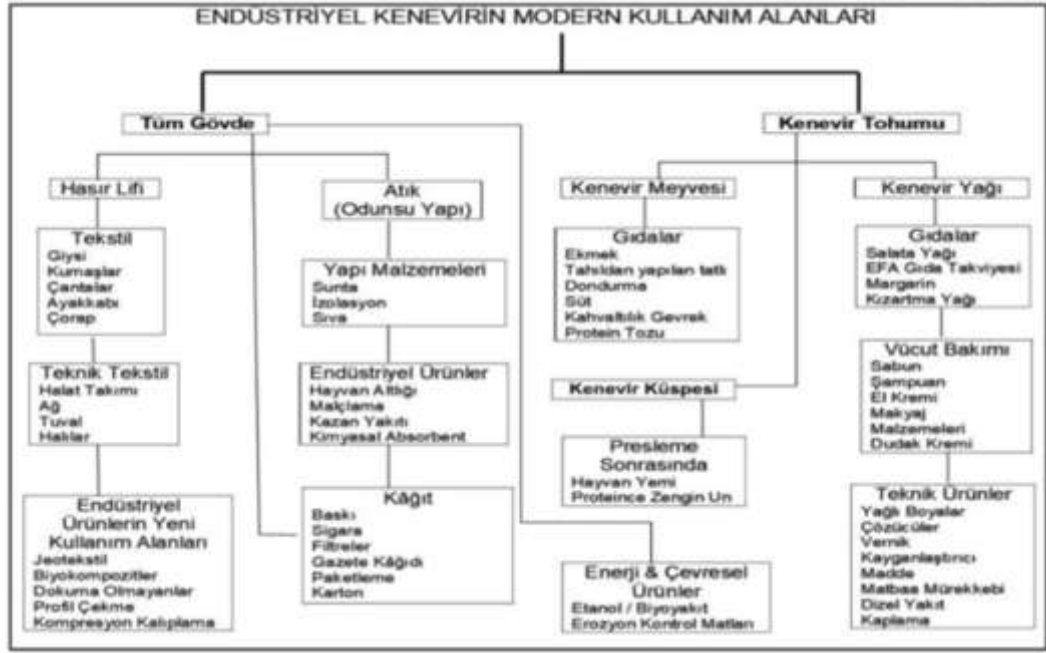 ENDÜSTRİYEL KENEVİRİN MODERN KULLANIM ALANLARI
Tüm Gövde
Kenevir Tohumu
Hasır Lifi
Atık
(Odunsu Yapı)
Kenevir Meyvesi
Kenevir Yağı
Tekstil
Giysi
Kumaşlar
Çantalar
Ayakkabı
Çorap
Yapı Malzemeleri
Sunta
İzolasyon
Sıva
Gıdalar
Ekmek
Tahıldan yapılan tatlı
Dondurma
Süt
Kahvaltılık Gevrek
Protein Tozu
Gıdalar
Salata Yağı
EFA Gıda Takviyesi
Margarin
Kızartma Yağı
Teknik Tekstil
Halat Takımı
Ağ
Tuval
Halılar
Endüstriyel Ürünler
Hayvan Altlığı
Malçlama
Kazan Yakıtı
Kimyasal Absorbent
Kenevir Küspesi
Presleme
Sonrasında
Hayvan Yemi
Proteince Zengin Un
Vücut Bakımı
Sabun
Şampuan
El Kremi
Makyaj
Malzemeleri
Dudak Kremi
Endüstriyel
Ürünlerin Yeni
Kullanım Alanları
Jeotekstil
Biyokompozitler
Dokuma Olmayanlar
Profil Çekme
Kompresyon Kalıplama
Kâğıt
Baskı
Sigara
Filtreler
Gazete Kâğıdı
Paketleme
Karton
Enerji & Çevresel
Ürünler
Etanol / Biyoyakıt
Erozyon Kontrol Matları
Teknik Ürünler
Yağlı Boyalar
Çözücüler
Vernik
Kayganlaştırıcı
Madde
Matbaa Mürekkebi
Dizel Yakıt
Kaplama